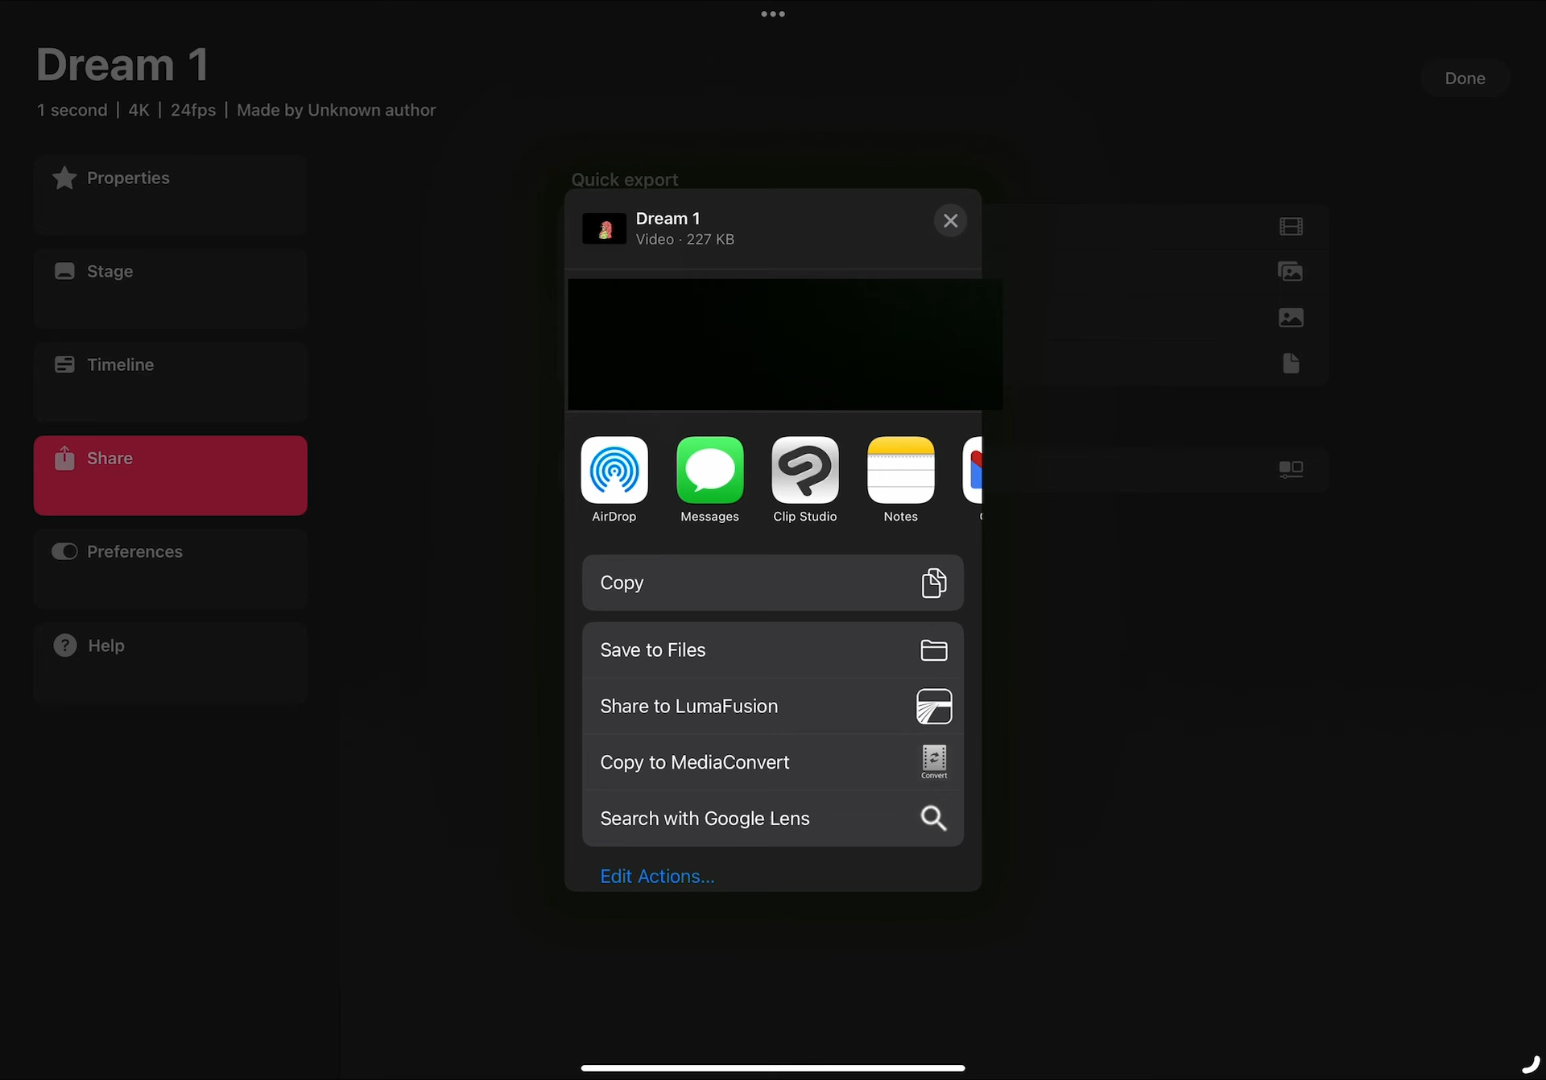 Dream 1
1 second | 4K | 24fps | Made by Unknown author
Done
Properties
Stage
Timeline
Share
Preferences
Help
Quick export
Dream 1
Video · 227 KB
AirDrop
Messages
Clip Studio
Notes
Copy
Save to Files
Share to LumaFusion
Copy to MediaConvert
Convert
Search with Google Lens
Edit Actions...